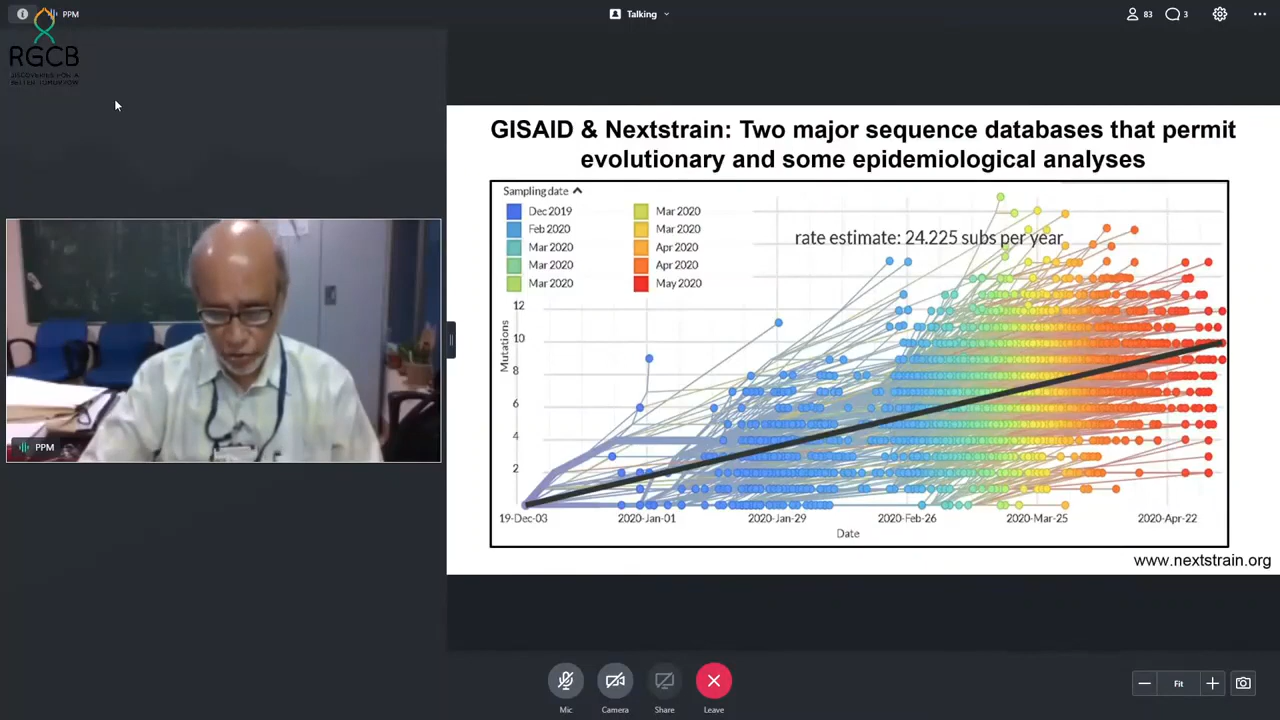 PPM
Talking
83
3
RGCB
DISCOVERIES FOR A
BETTER TOMORROW
GISAID & Nextstrain: Two major sequence databases that permit
evolutionary and some epidemiological analyses
Sampling date
Dec 2019
Feb 2020
Mar 2020
Mar 2020
Mar 2020
Mar 2020
Mar 2020
Apr 2020
Apr 2020
May 2020
rate estimate: 24.225 subs per year
12
10
8
6
4
2
Mutations
19-Dec-03
2020-Jan-01
2020-Jan-29
2020-Feb-26
2020-Mar-25
2020-Apr-22
Date
www.nextstrain.org
PPM
Mic
Camera
Share
Leave
Fit